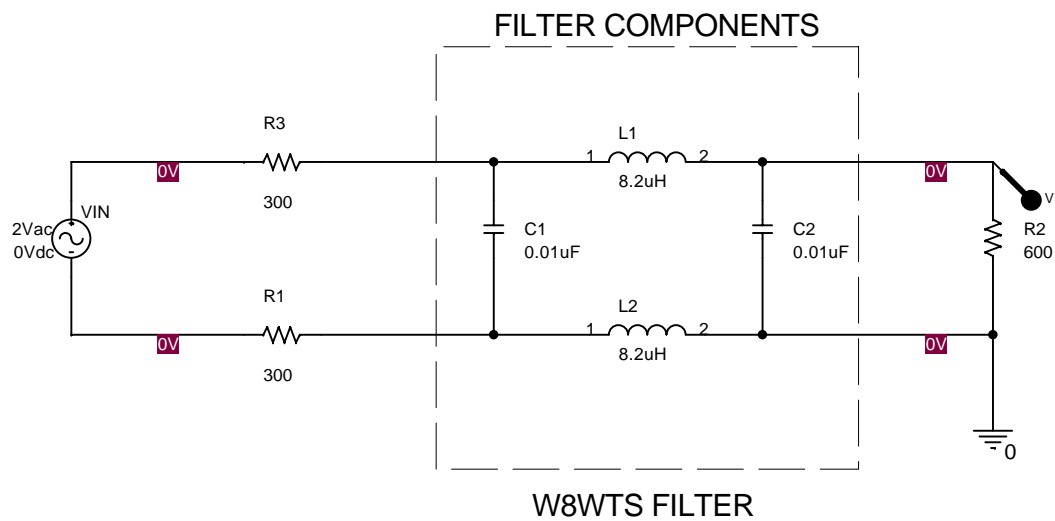 FILTER COMPONENTS
R3
L1
0V
1
2
0V
300
8.2uH
V
2Vac
VIN
0Vdc
C1
0.01uF
C2
0.01uF
R2
600
R1
L2
0V
1
2
0V
300
8.2uH
0
W8WTS FILTER